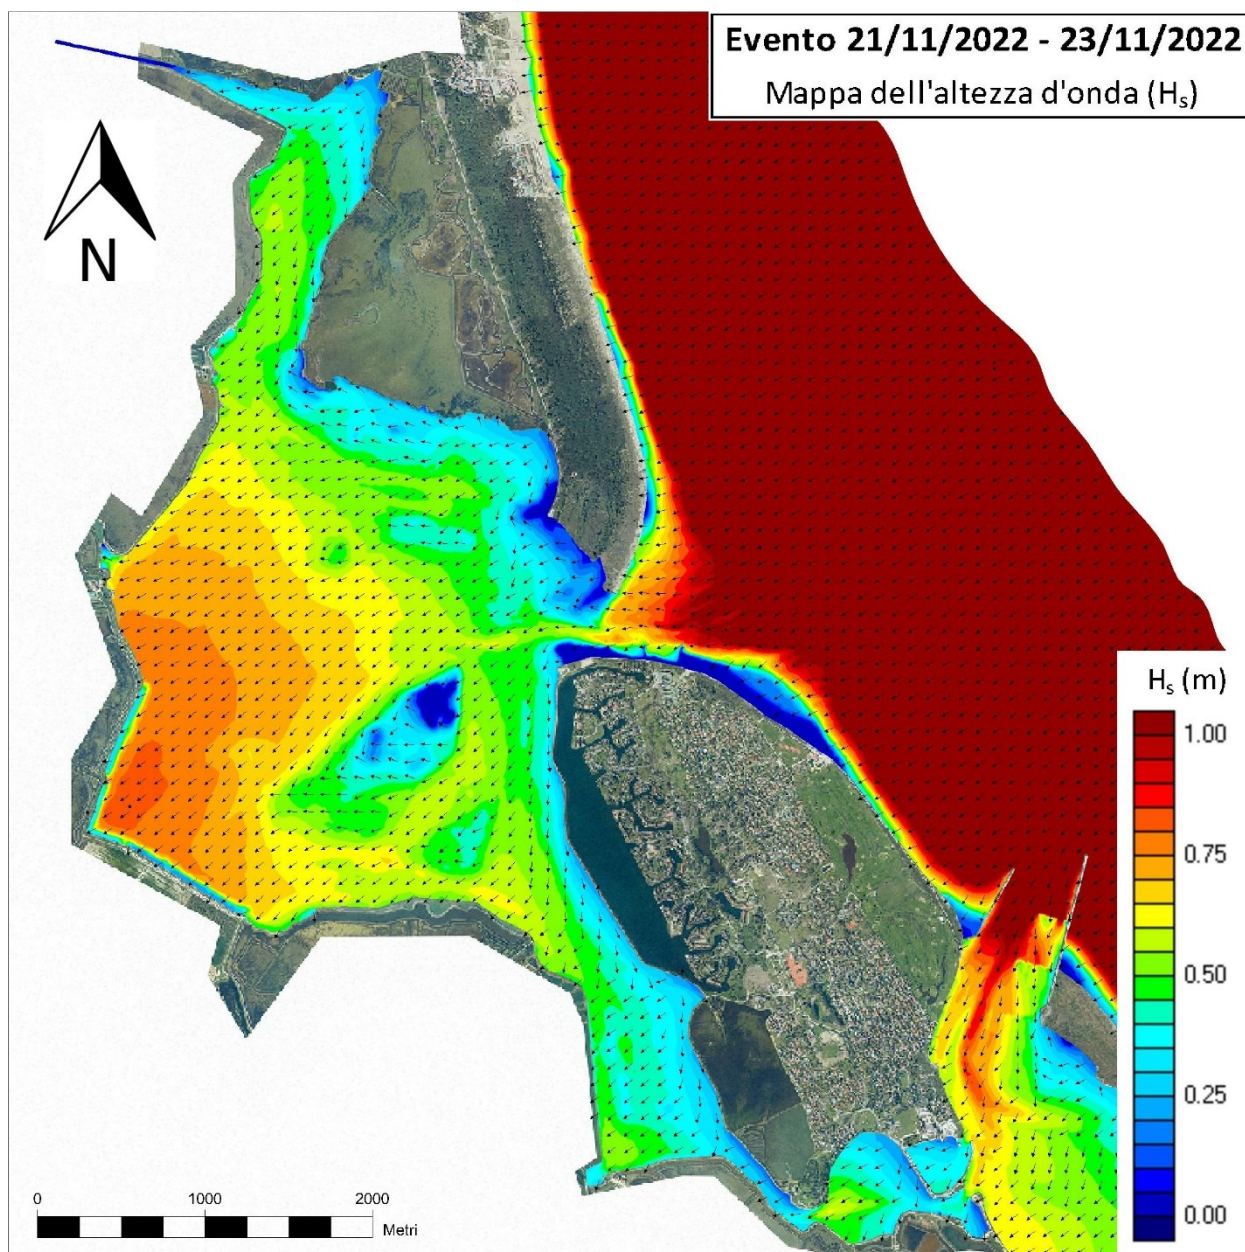 Evento 21/11/2022 - 23/11/2022
Mappa dell'altezza d'onda (Hs)
N
Hs (m)
1.00
0.75
0.50
0.25
0.00
0 1000 2000
Metri